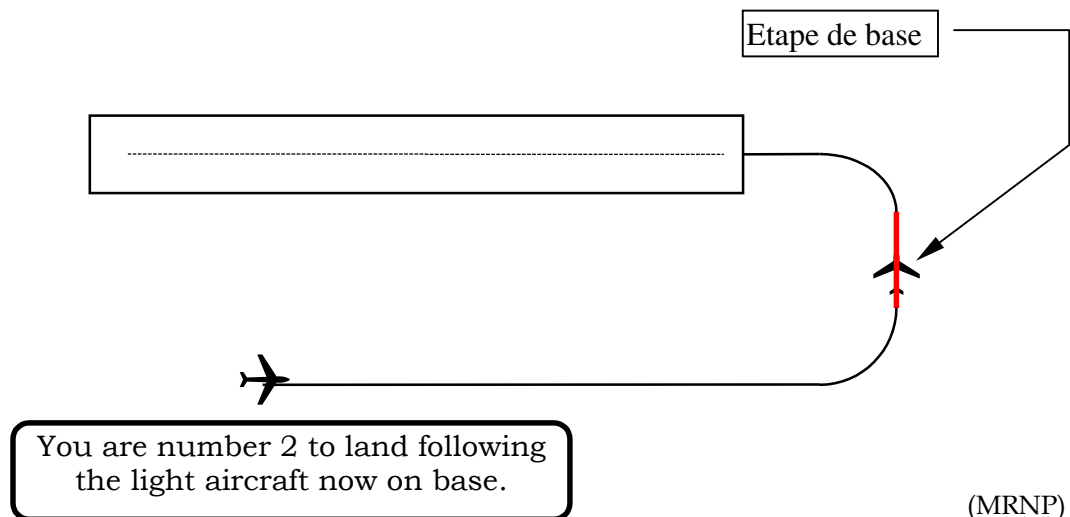 Etape de base
You are number 2 to land following
the light aircraft now on base.
(MRNP)